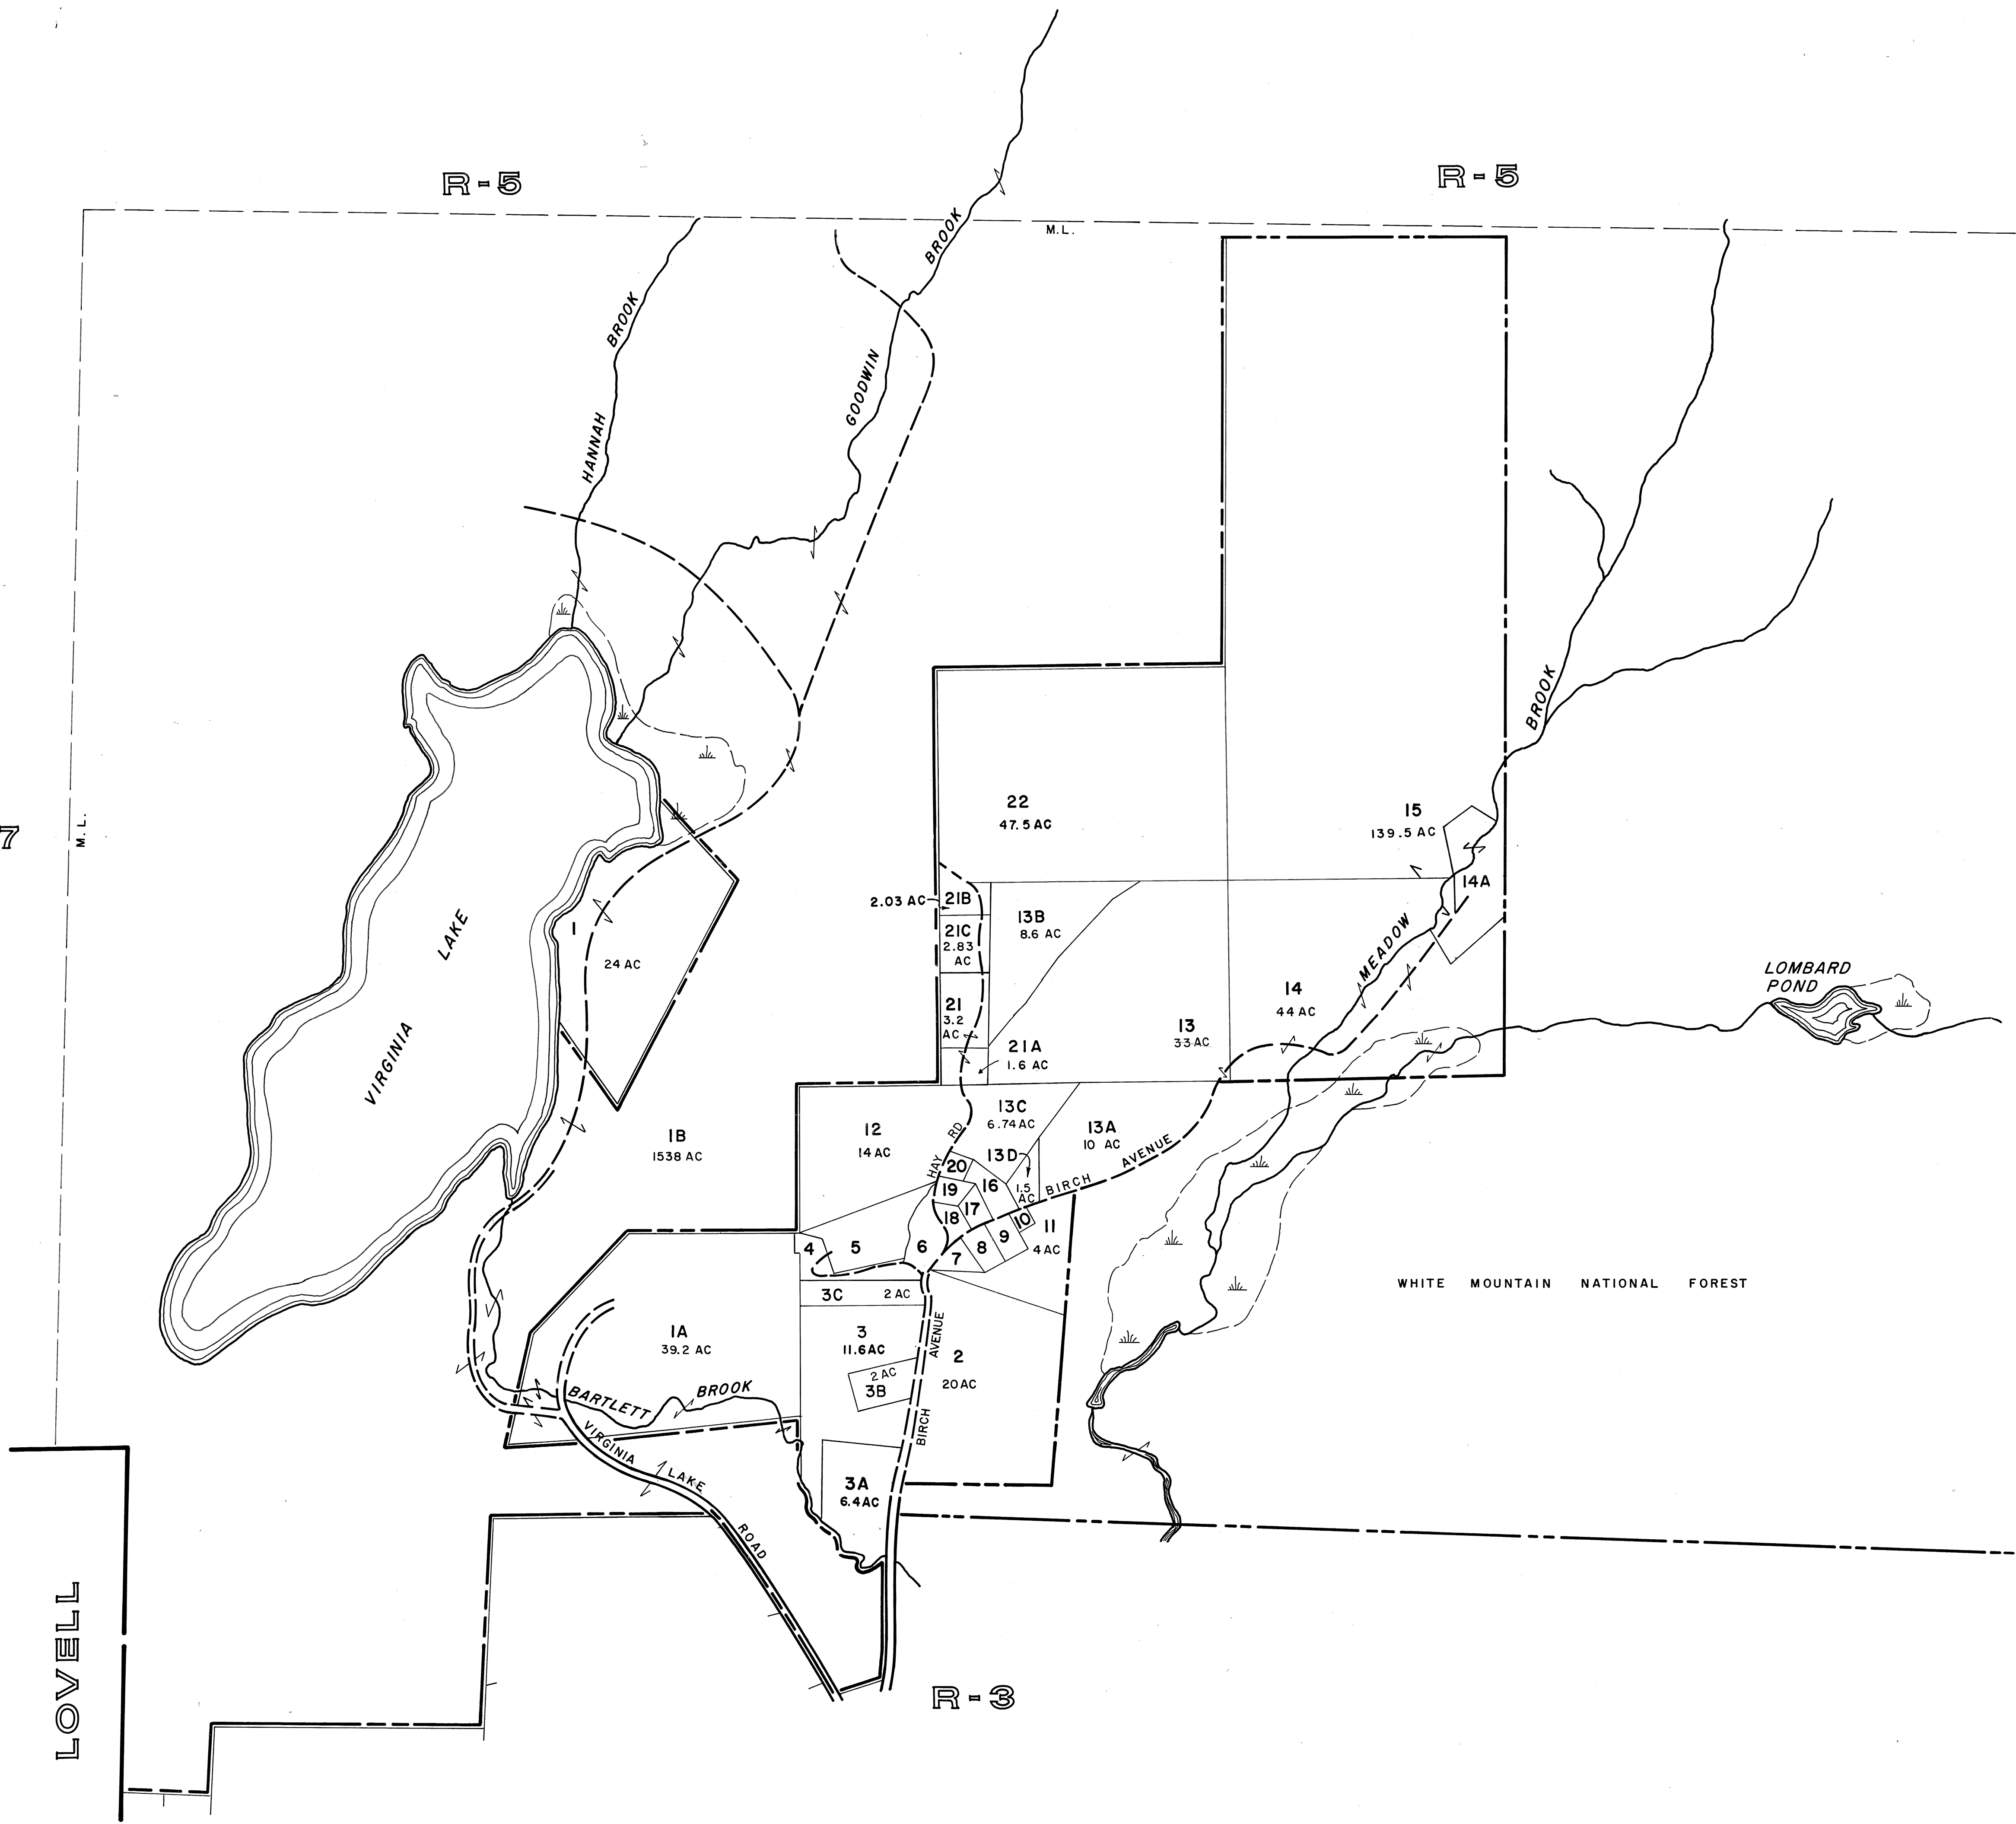 R-5
R-5
M.L.
HANNAH BROOK
GOODWIN BROOK
MEADOW BROOK
7
M.L.
VIRGINIA LAKE
22
47.5 AC
15
139.5 AC
14A
2.03 AC
21B
21C
2.83
AC
13B
8.6 AC
1
24 AC
21
3.2
AC
21A
1.6 AC
13
33 AC
14
44 AC
LOMBARD
POND
1B
1538 AC
12
14 AC
13C
6.74 AC
13A
10 AC
13D
1.5
AC
HAY RD
BIRCH AVENUE
20
19
16
17
18
10
11
4 AC
4
5
6
7
8
9
3C
2 AC
WHITE MOUNTAIN NATIONAL FOREST
1A
39.2 AC
3
11.6 AC
2 AC
3B
2
20 AC
BIRCH AVENUE
BARTLETT BROOK
VIRGINIA LAKE ROAD
3A
6.4 AC
LOVELL
R-3